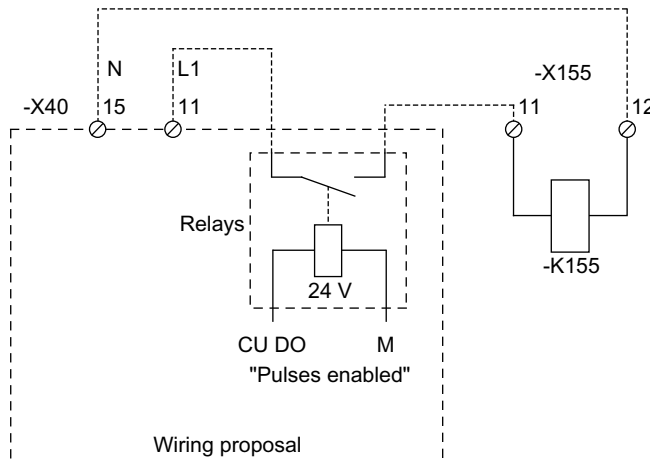 N L1 -X155
-X40 15 11 11 12
Relays
-K155
24 V
CU DO M
"Pulses enabled"
Wiring proposal